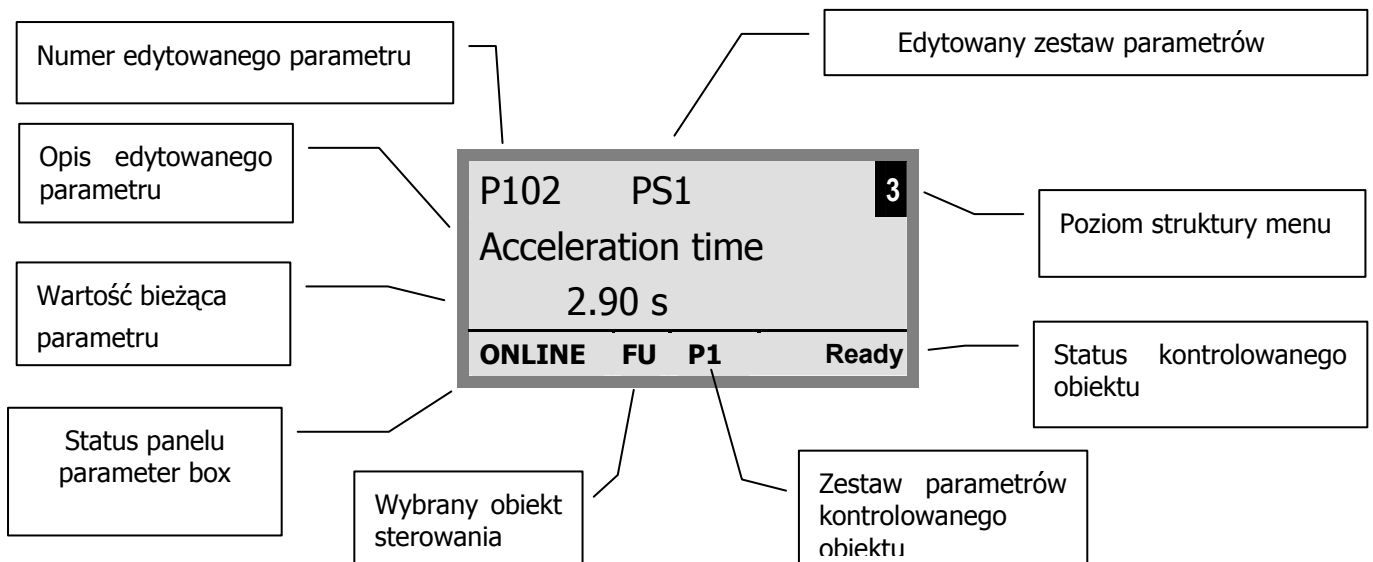 Numer edytowanego parametru
Edytowany zestaw parametrów
Opis edytowanego
parametru
P102 PS1 3
Poziom struktury menu
Acceleration time
Wartość bieżąca
parametru
2.90 s
ONLINE FU P1 Ready
Status kontrolowanego
obiektu
Status panelu
parameter box
Wybrany obiekt
sterowania
Zestaw parametrów
kontrolowanego
obiektu